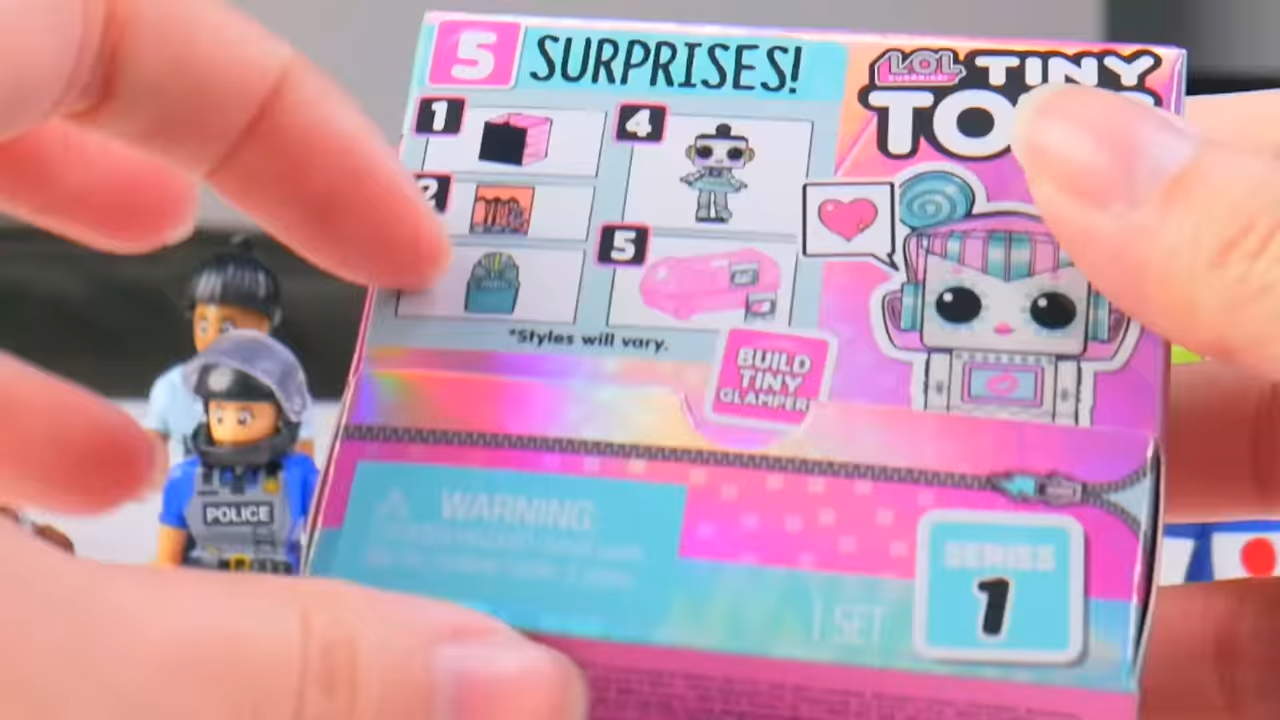 5 SURPRISES!
LOL
SURPRISE!
TINY
1
4
2
5
*Styles will vary.
BUILD
TINY
GLAMPER
WARNING:
POLICE
SERIES
1
1 SET